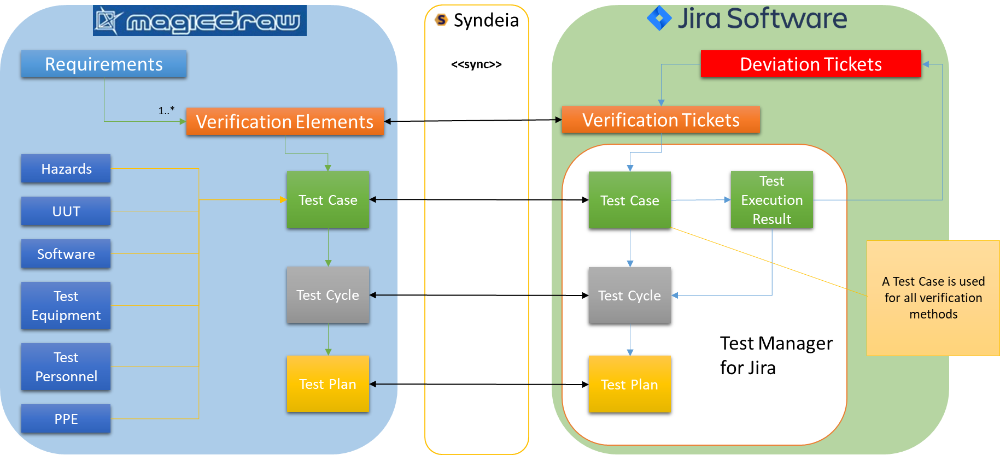 magicdraw
Requirements
1..*
Verification Elements
Hazards
UUT
Software
Test
Equipment
Test
Personnel
PPE
Test Case
Test Cycle
Test Plan
S
Syndeia
<<sync>>
Jira Software
Deviation Tickets
Verification Tickets
Test Case
Test
Execution
Result
Test Cycle
Test Plan
Test Manager
for Jira
A Test Case is used
for all verification
methods